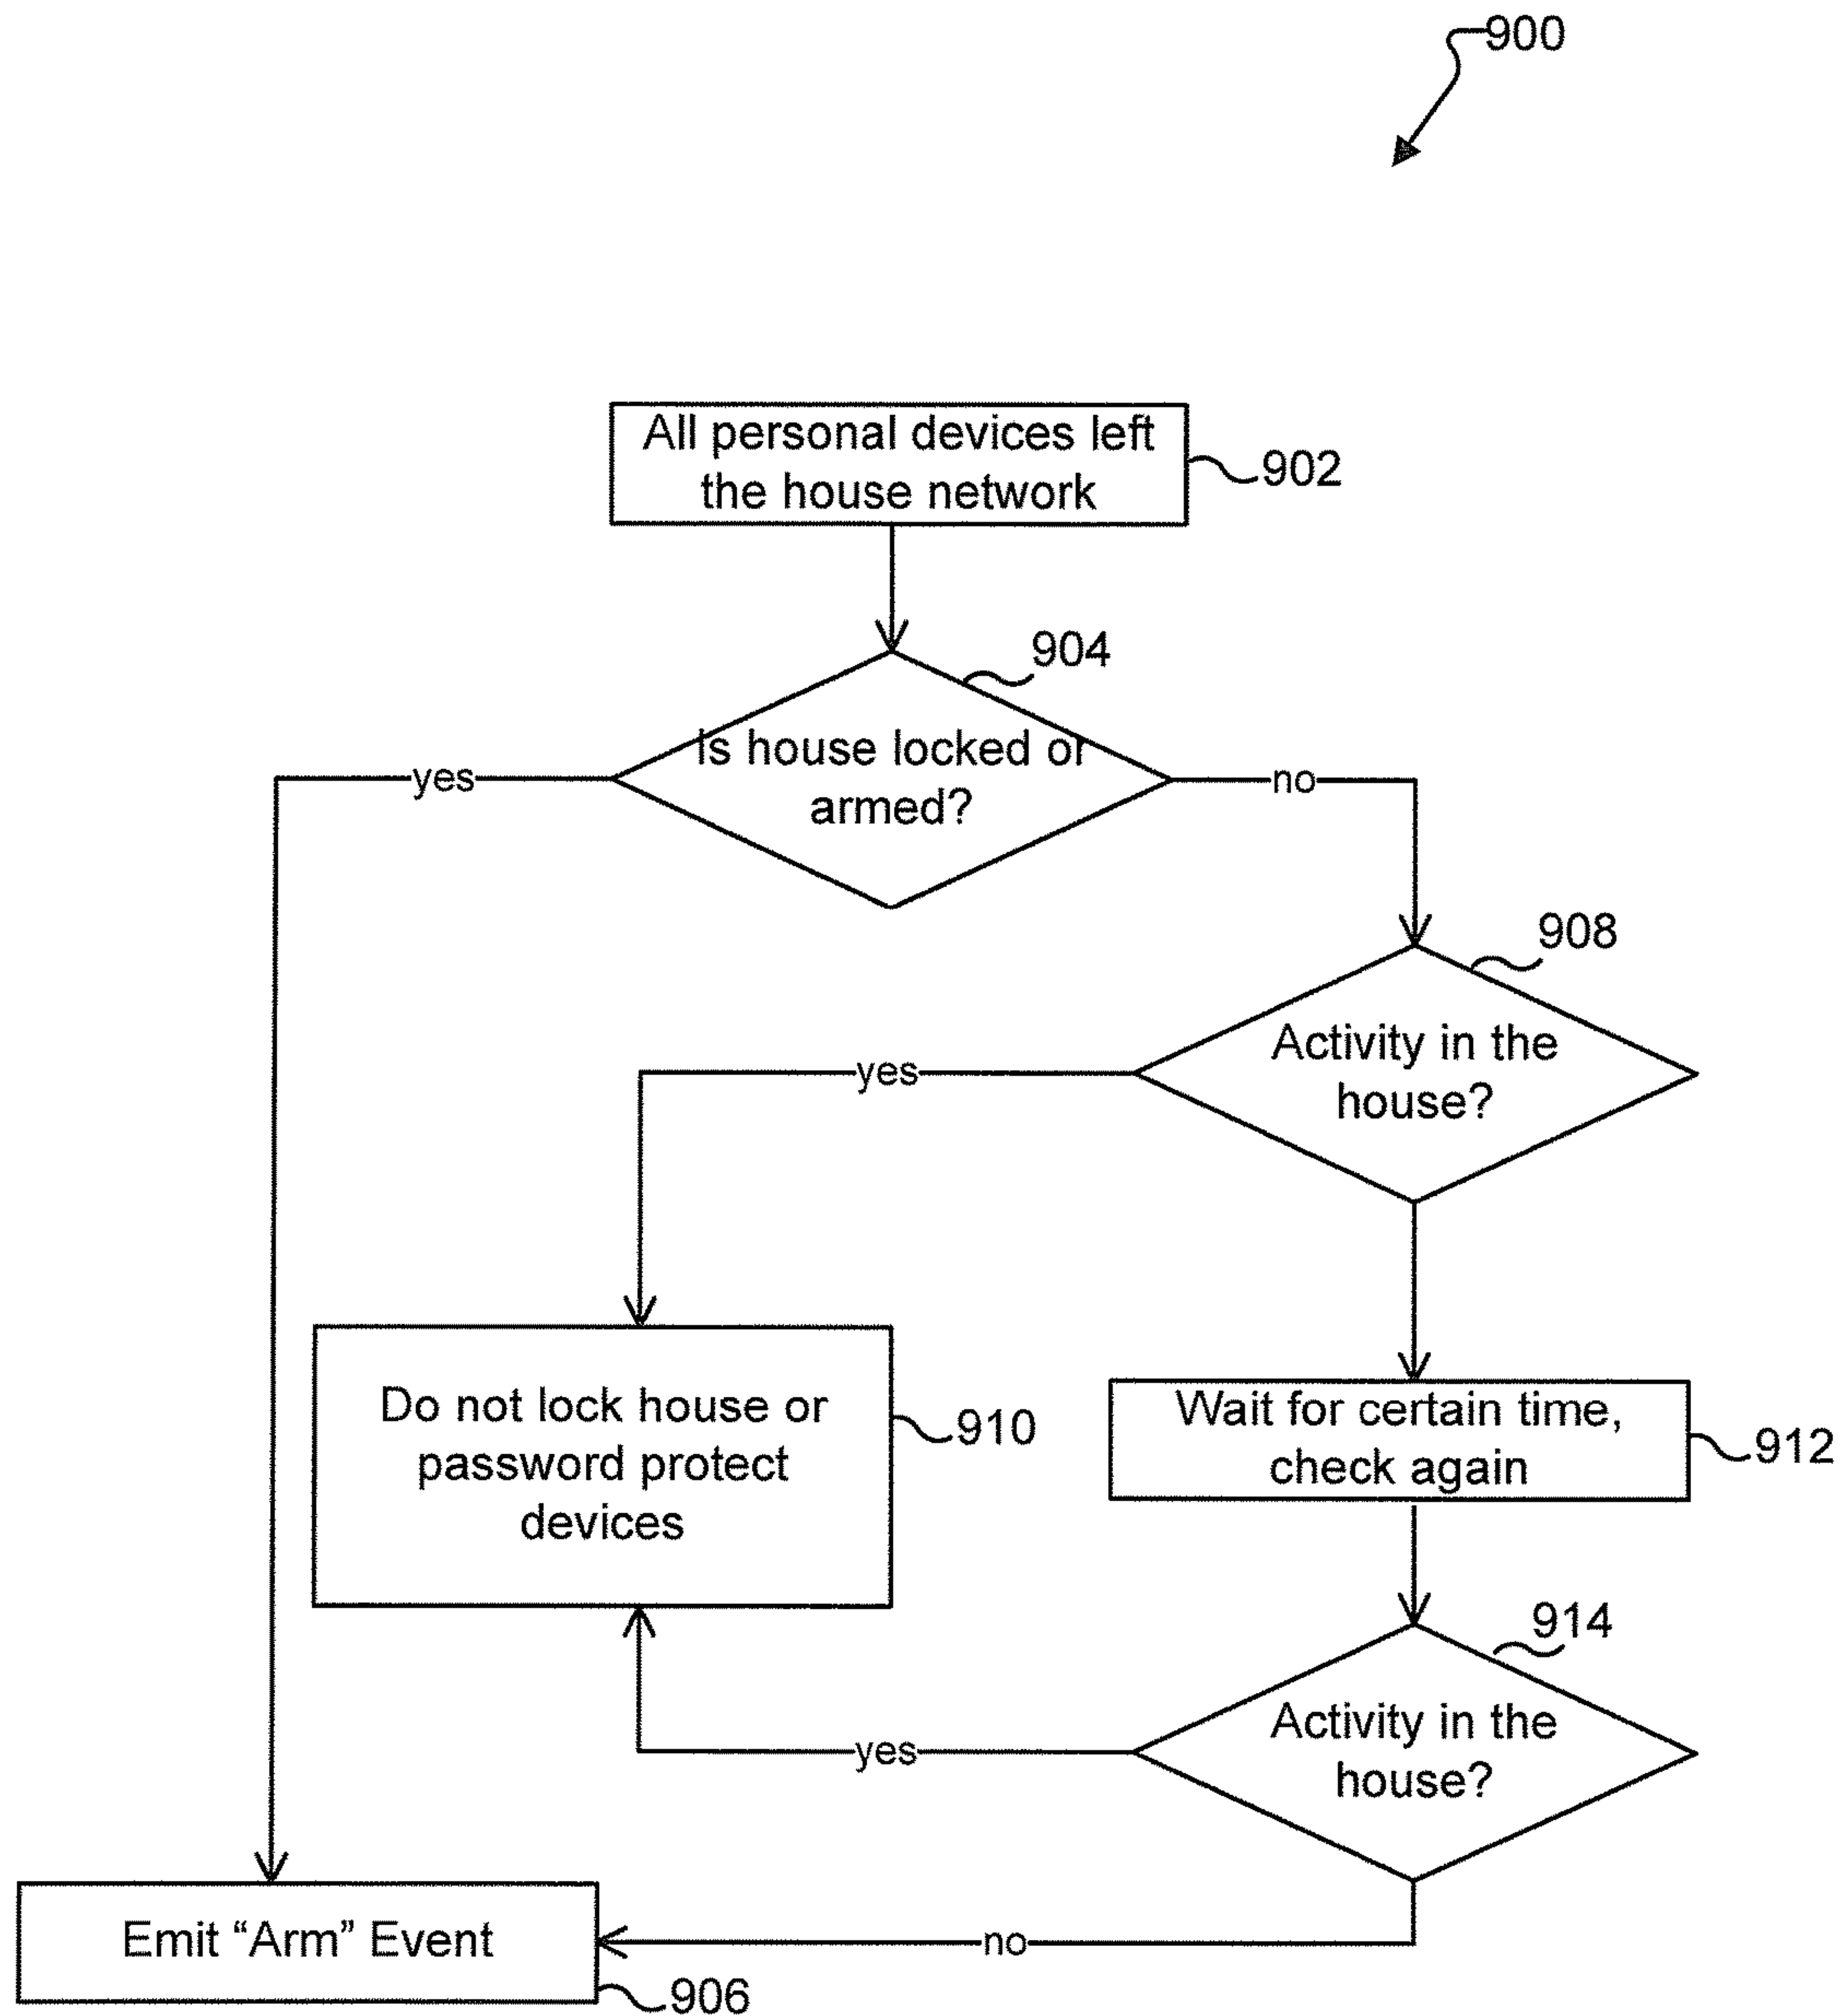 900
All personal devices left
the house network
902
904
Is house locked or
armed?
yes
no
908
Activity in the
house?
yes
Do not lock house or
password protect
devices
910
Wait for certain time,
check again
912
914
Activity in the
house?
yes
Emit “Arm” Event
no
906